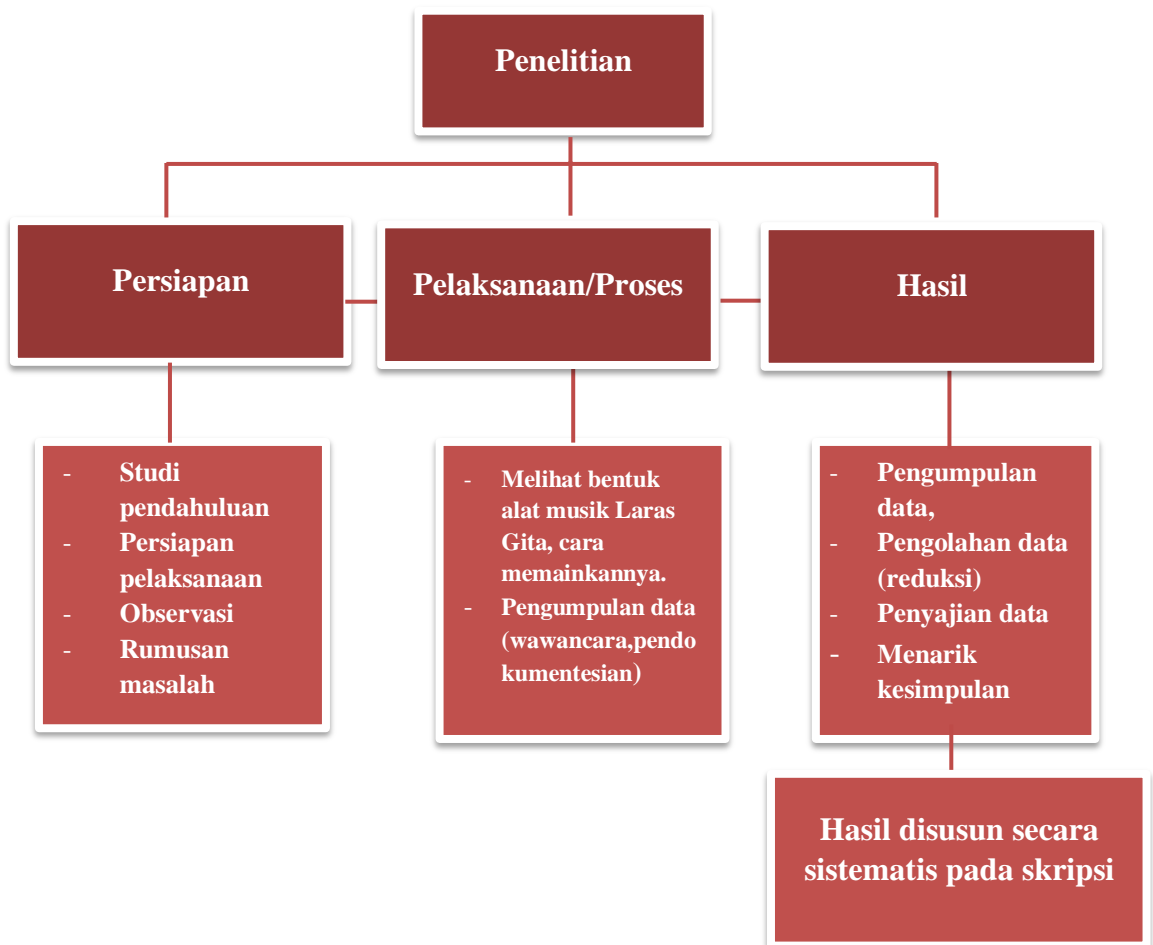 Penelitian
Persiapan
Pelaksanaan/Proses
Hasil
- Studi
pendahuluan
- Persiapan
pelaksanaan
- Observasi
- Rumusan
masalah
- Melihat bentuk
alat musik Laras
Gita, cara
memainkannya.
- Pengumpulan data
(wawancara,pendo
kumentesian)
- Pengumpulan
data,
- Pengolahan data
(reduksi)
- Penyajian data
- Menarik
kesimpulan
Hasil disusun secara
sistematis pada skripsi